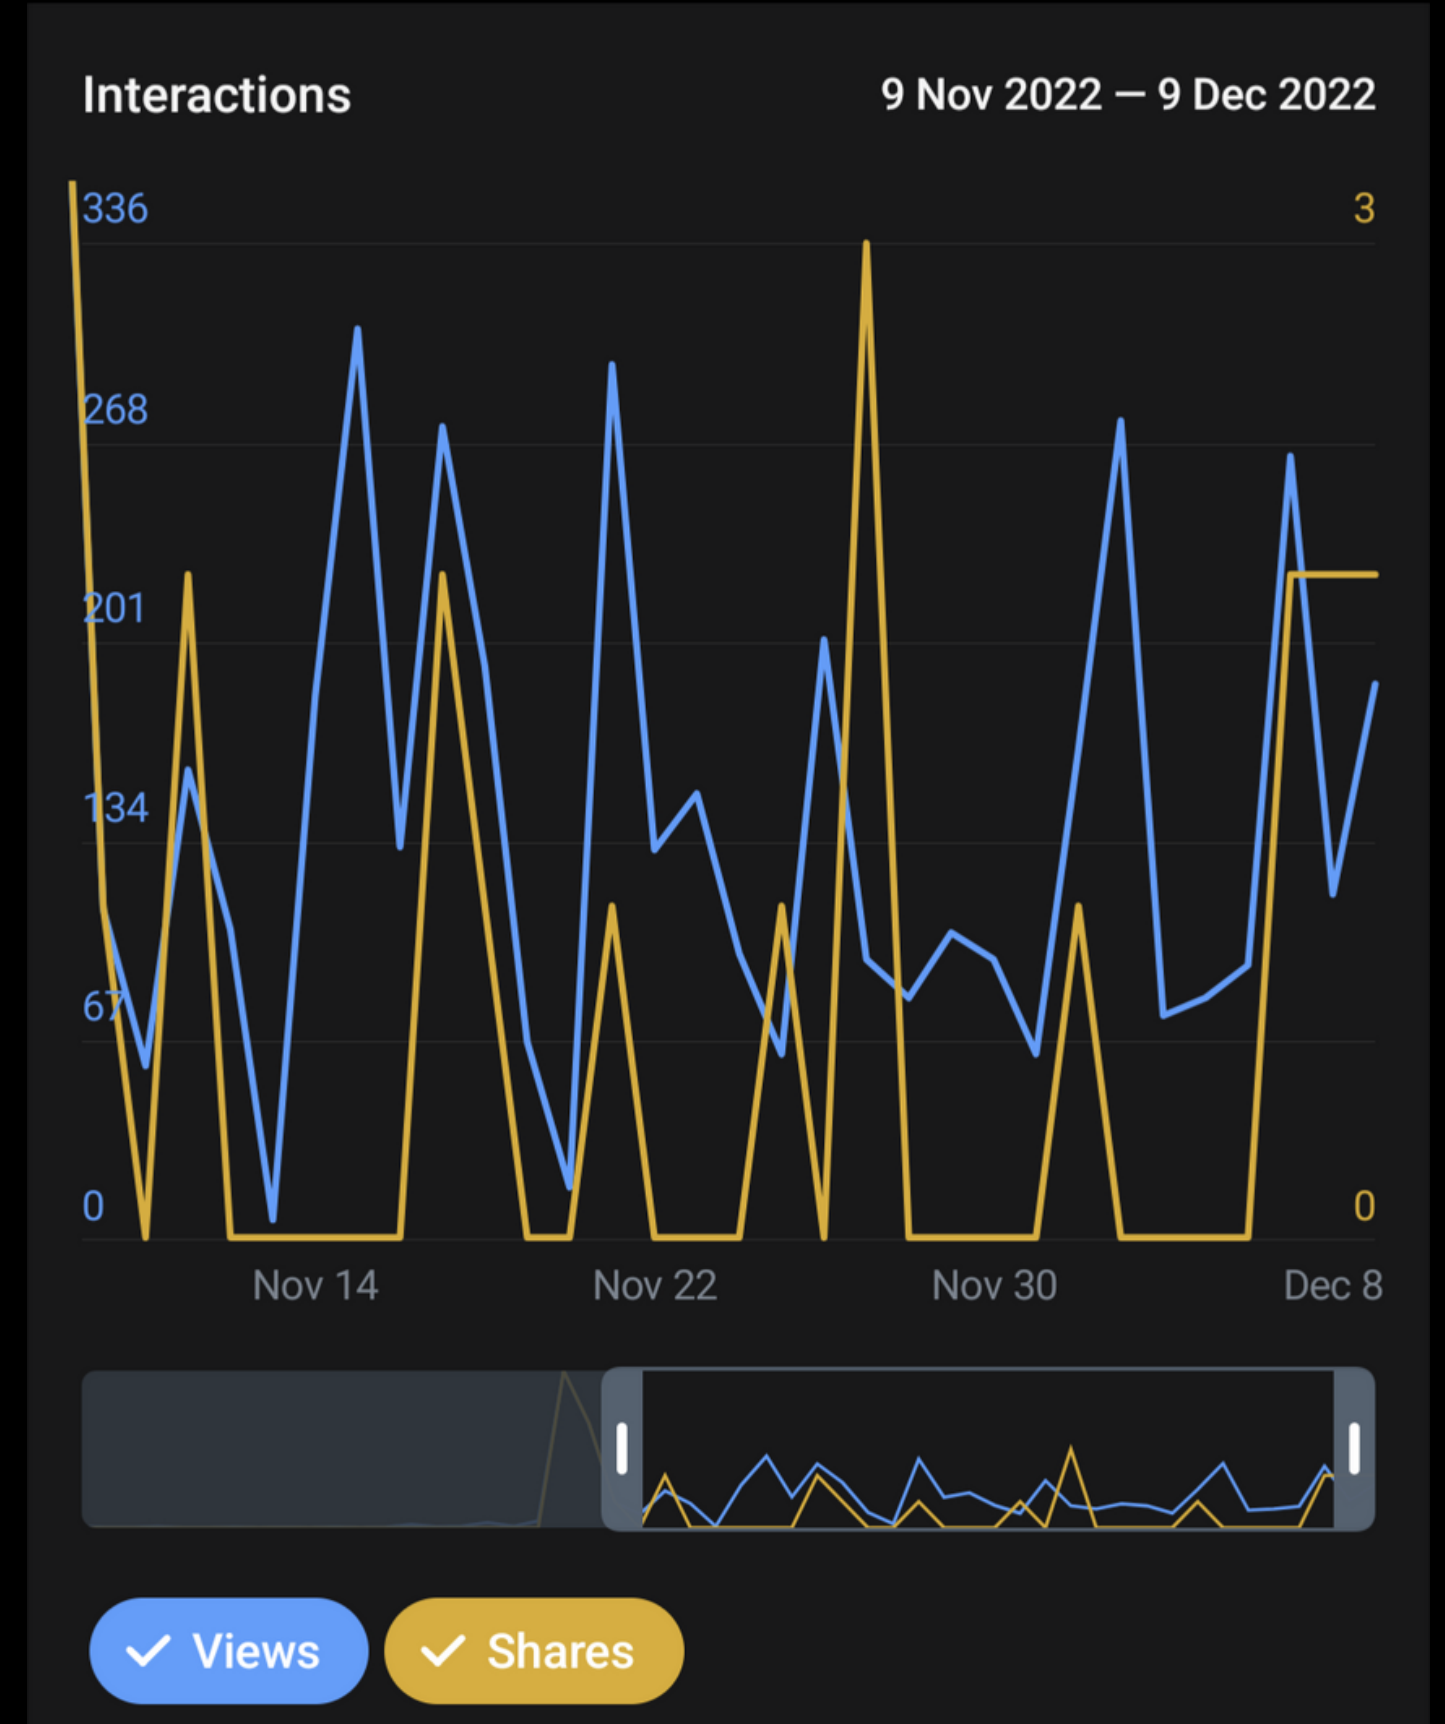 Interactions
9 Nov 2022 — 9 Dec 2022
336
3
268
201
134
67
0
0
Nov 14
Nov 22
Nov 30
Dec 8
Views
Shares